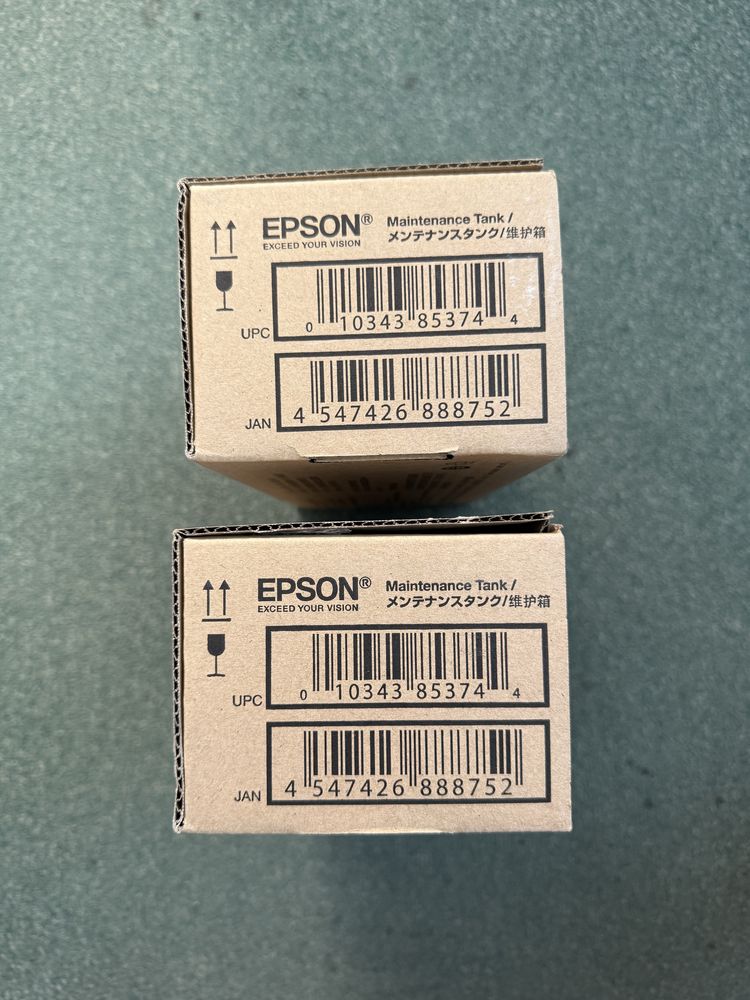 EPSON®
EXCEED YOUR VISION
Maintenance Tank /
メンテナンスタンク/维护箱
UPC
0 10343 85374 4
JAN
4 547426 888752
EPSON®
EXCEED YOUR VISION
Maintenance Tank /
メンテナンスタンク/维护箱
UPC
0 10343 85374 4
JAN
4 547426 888752